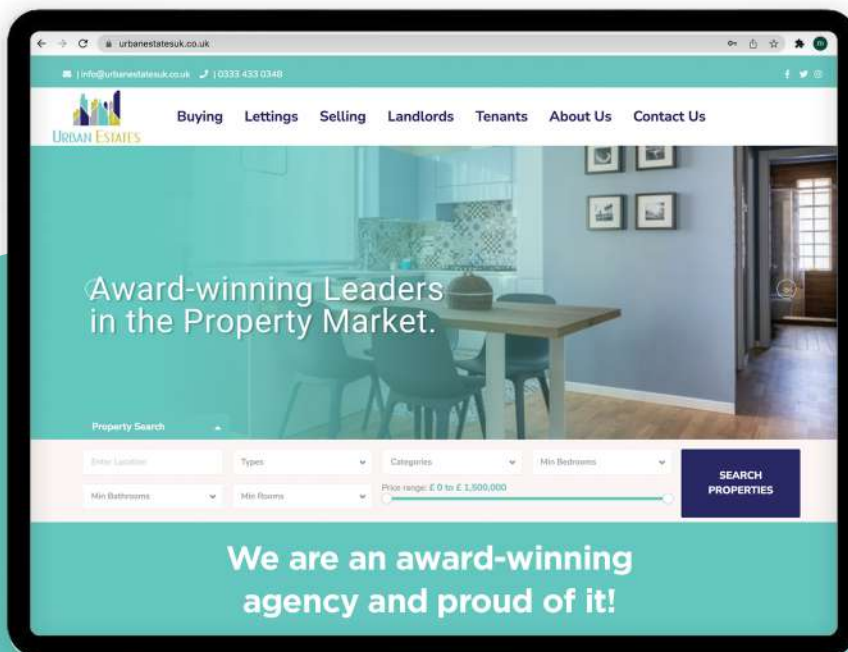 urbanestatesuk.co.uk
| info@urbanestatesuk.co.uk | 0333 433 0348
URBAN ESTATES
Buying Lettings Selling Landlords Tenants About Us Contact Us
Award-winning Leaders
in the Property Market.
Property Search
Enter Location Types Categories Min Bedrooms
SEARCH
PROPERTIES
Min Bathrooms Min Rooms Price range: £ 0 to £ 1,500,000
We are an award-winning
agency and proud of it!